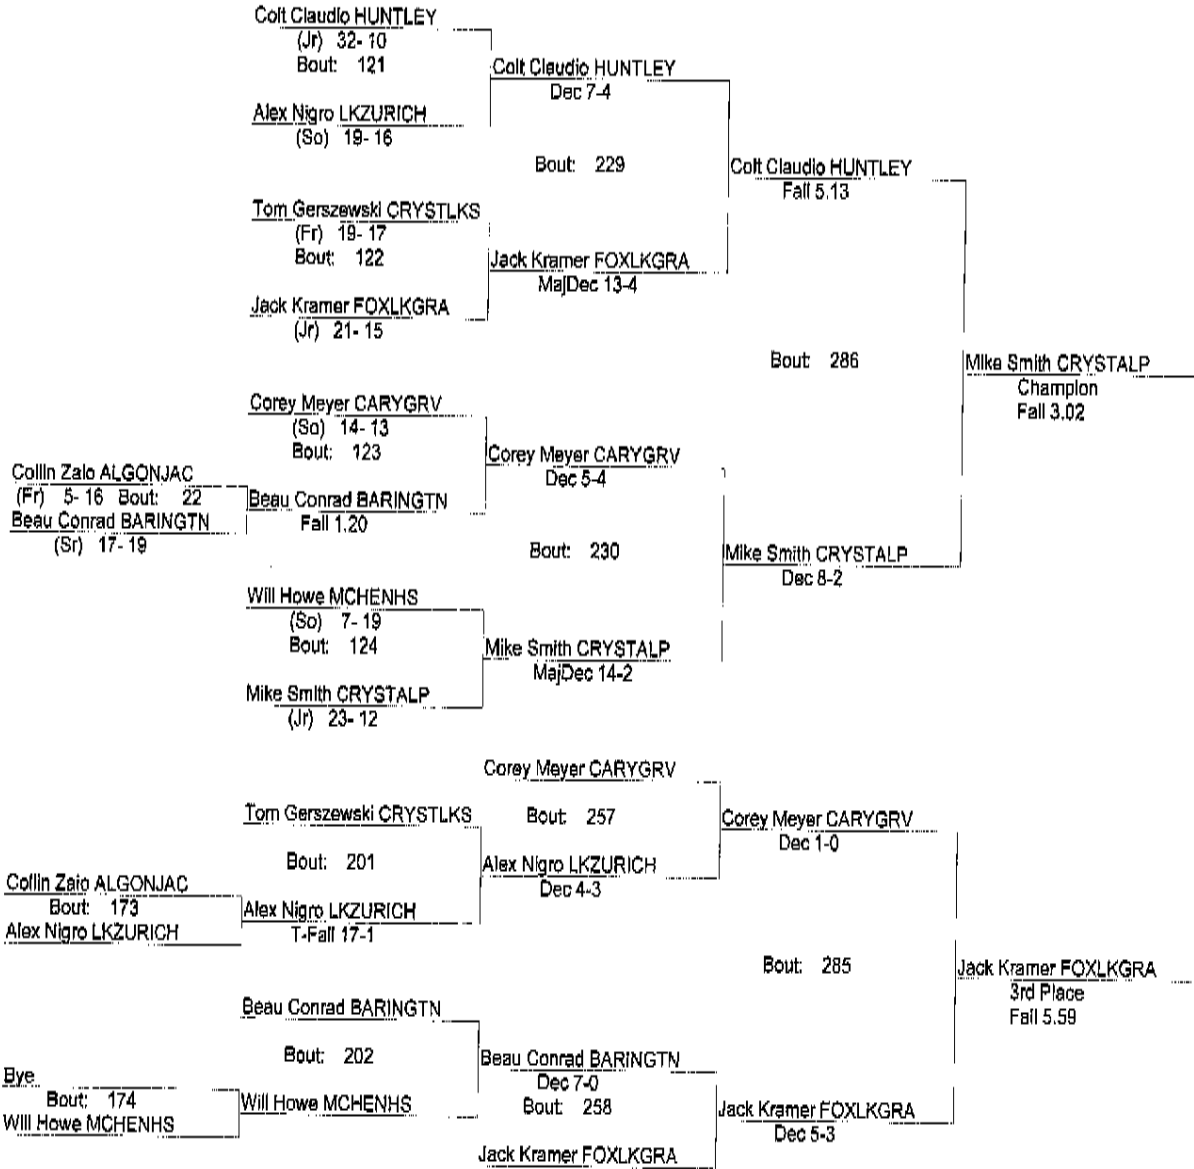 Colt Claudio HUNTLEY
(Jr) 32-10
Bout: 121
Alex Nigro LKZURICH
(So) 19-16
Colt Claudio HUNTLEY
Dec 7-4
Bout: 229
Tom Gerszewski CRYSTLKS
(Fr) 19-17
Bout: 122
Jack Kramer FOXLKGRA
(Jr) 21-15
Jack Kramer FOXLKGRA
MajDec 13-4
Colt Claudio HUNTLEY
Fall 5.13
Bout: 286
Mike Smith CRYSTALP
Champion
Fall 3.02
Corey Meyer CARYGRV
(So) 14-13
Bout: 123
Collin Zaio ALGONJAC
(Fr) 5-16 Bout: 22
Beau Conrad BARINGTN
(Sr) 17-19
Beau Conrad BARINGTN
Fall 1.20
Corey Meyer CARYGRV
Dec 5-4
Bout: 230
Mike Smith CRYSTALP
Dec 8-2
Will Howe MCHENHS
(So) 7-19
Bout: 124
Mike Smith CRYSTALP
(Jr) 23-12
Mike Smith CRYSTALP
MajDec 14-2
Corey Meyer CARYGRV
Bout: 257
Tom Gerszewski CRYSTLKS
Bout: 201
Collin Zaio ALGONJAC
Bout: 173
Alex Nigro LKZURICH
Alex Nigro LKZURICH
T-Fall 17-1
Alex Nigro LKZURICH
Dec 4-3
Corey Meyer CARYGRV
Dec 1-0
Bout: 285
Jack Kramer FOXLKGRA
3rd Place
Fall 5.59
Beau Conrad BARINGTN
Bout: 202
Bye
Bout: 174
Will Howe MCHENHS
Will Howe MCHENHS
Beau Conrad BARINGTN
Dec 7-0
Bout: 258
Jack Kramer FOXLKGRA
Jack Kramer FOXLKGRA
Dec 5-3